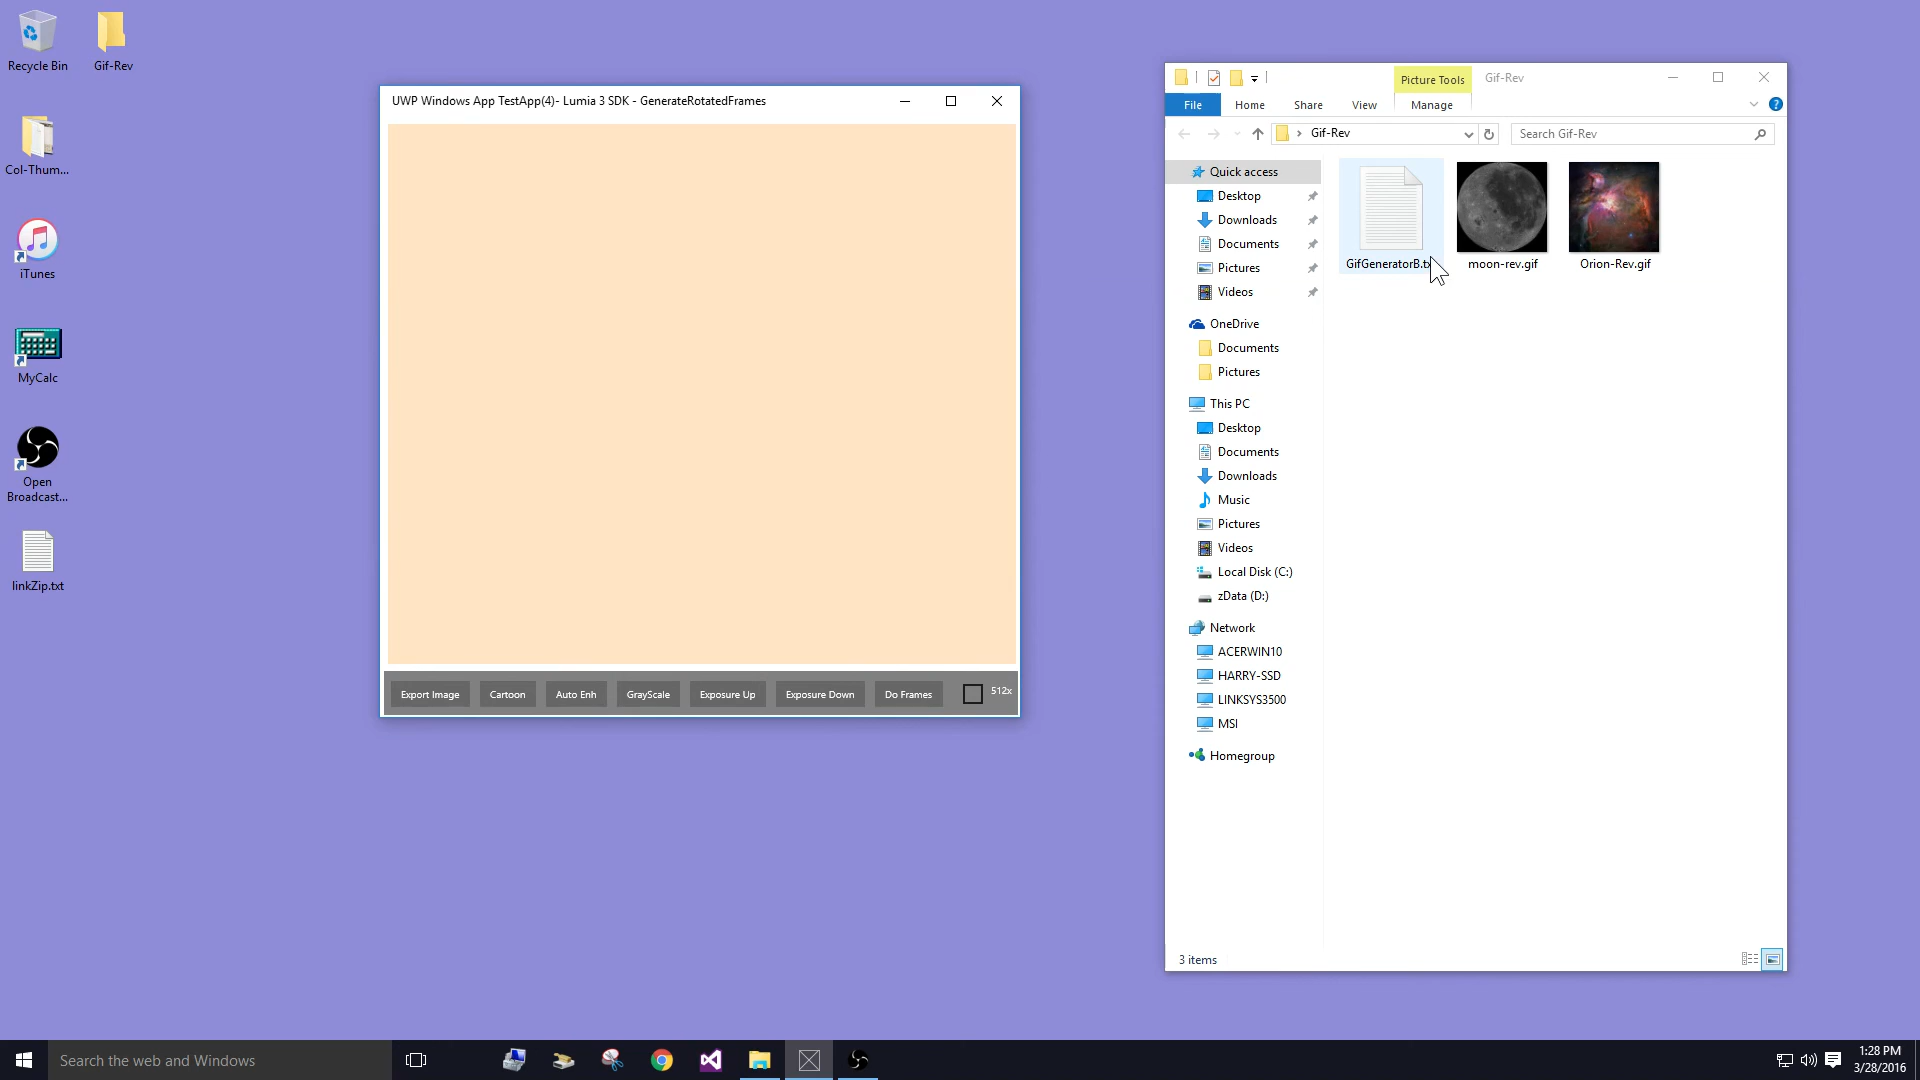 Recycle Bin
Gif-Rev
Col-Thum...
iTunes
MyCalc
Open
Broadcast...
linkZip.txt
UWP Windows App TestApp(4)- Lumia 3 SDK - GenerateRotatedFrames
Export Image
Cartoon
Auto Enh
GrayScale
Exposure Up
Exposure Down
Do Frames
512x
Picture Tools
Gif-Rev
File
Home
Share
View
Manage
Gif-Rev
Search Gif-Rev
Quick access
Desktop
Downloads
Documents
Pictures
Videos
OneDrive
Documents
Pictures
This PC
Desktop
Documents
Downloads
Music
Pictures
Videos
Local Disk (C:)
zData (D:)
Network
ACERWIN10
HARRY-SSD
LINKSYS3500
MSI
Homegroup
moon-rev.gif
Orion-Rev.gif
3 items
Search the web and Windows
1:28 PM
3/28/2016